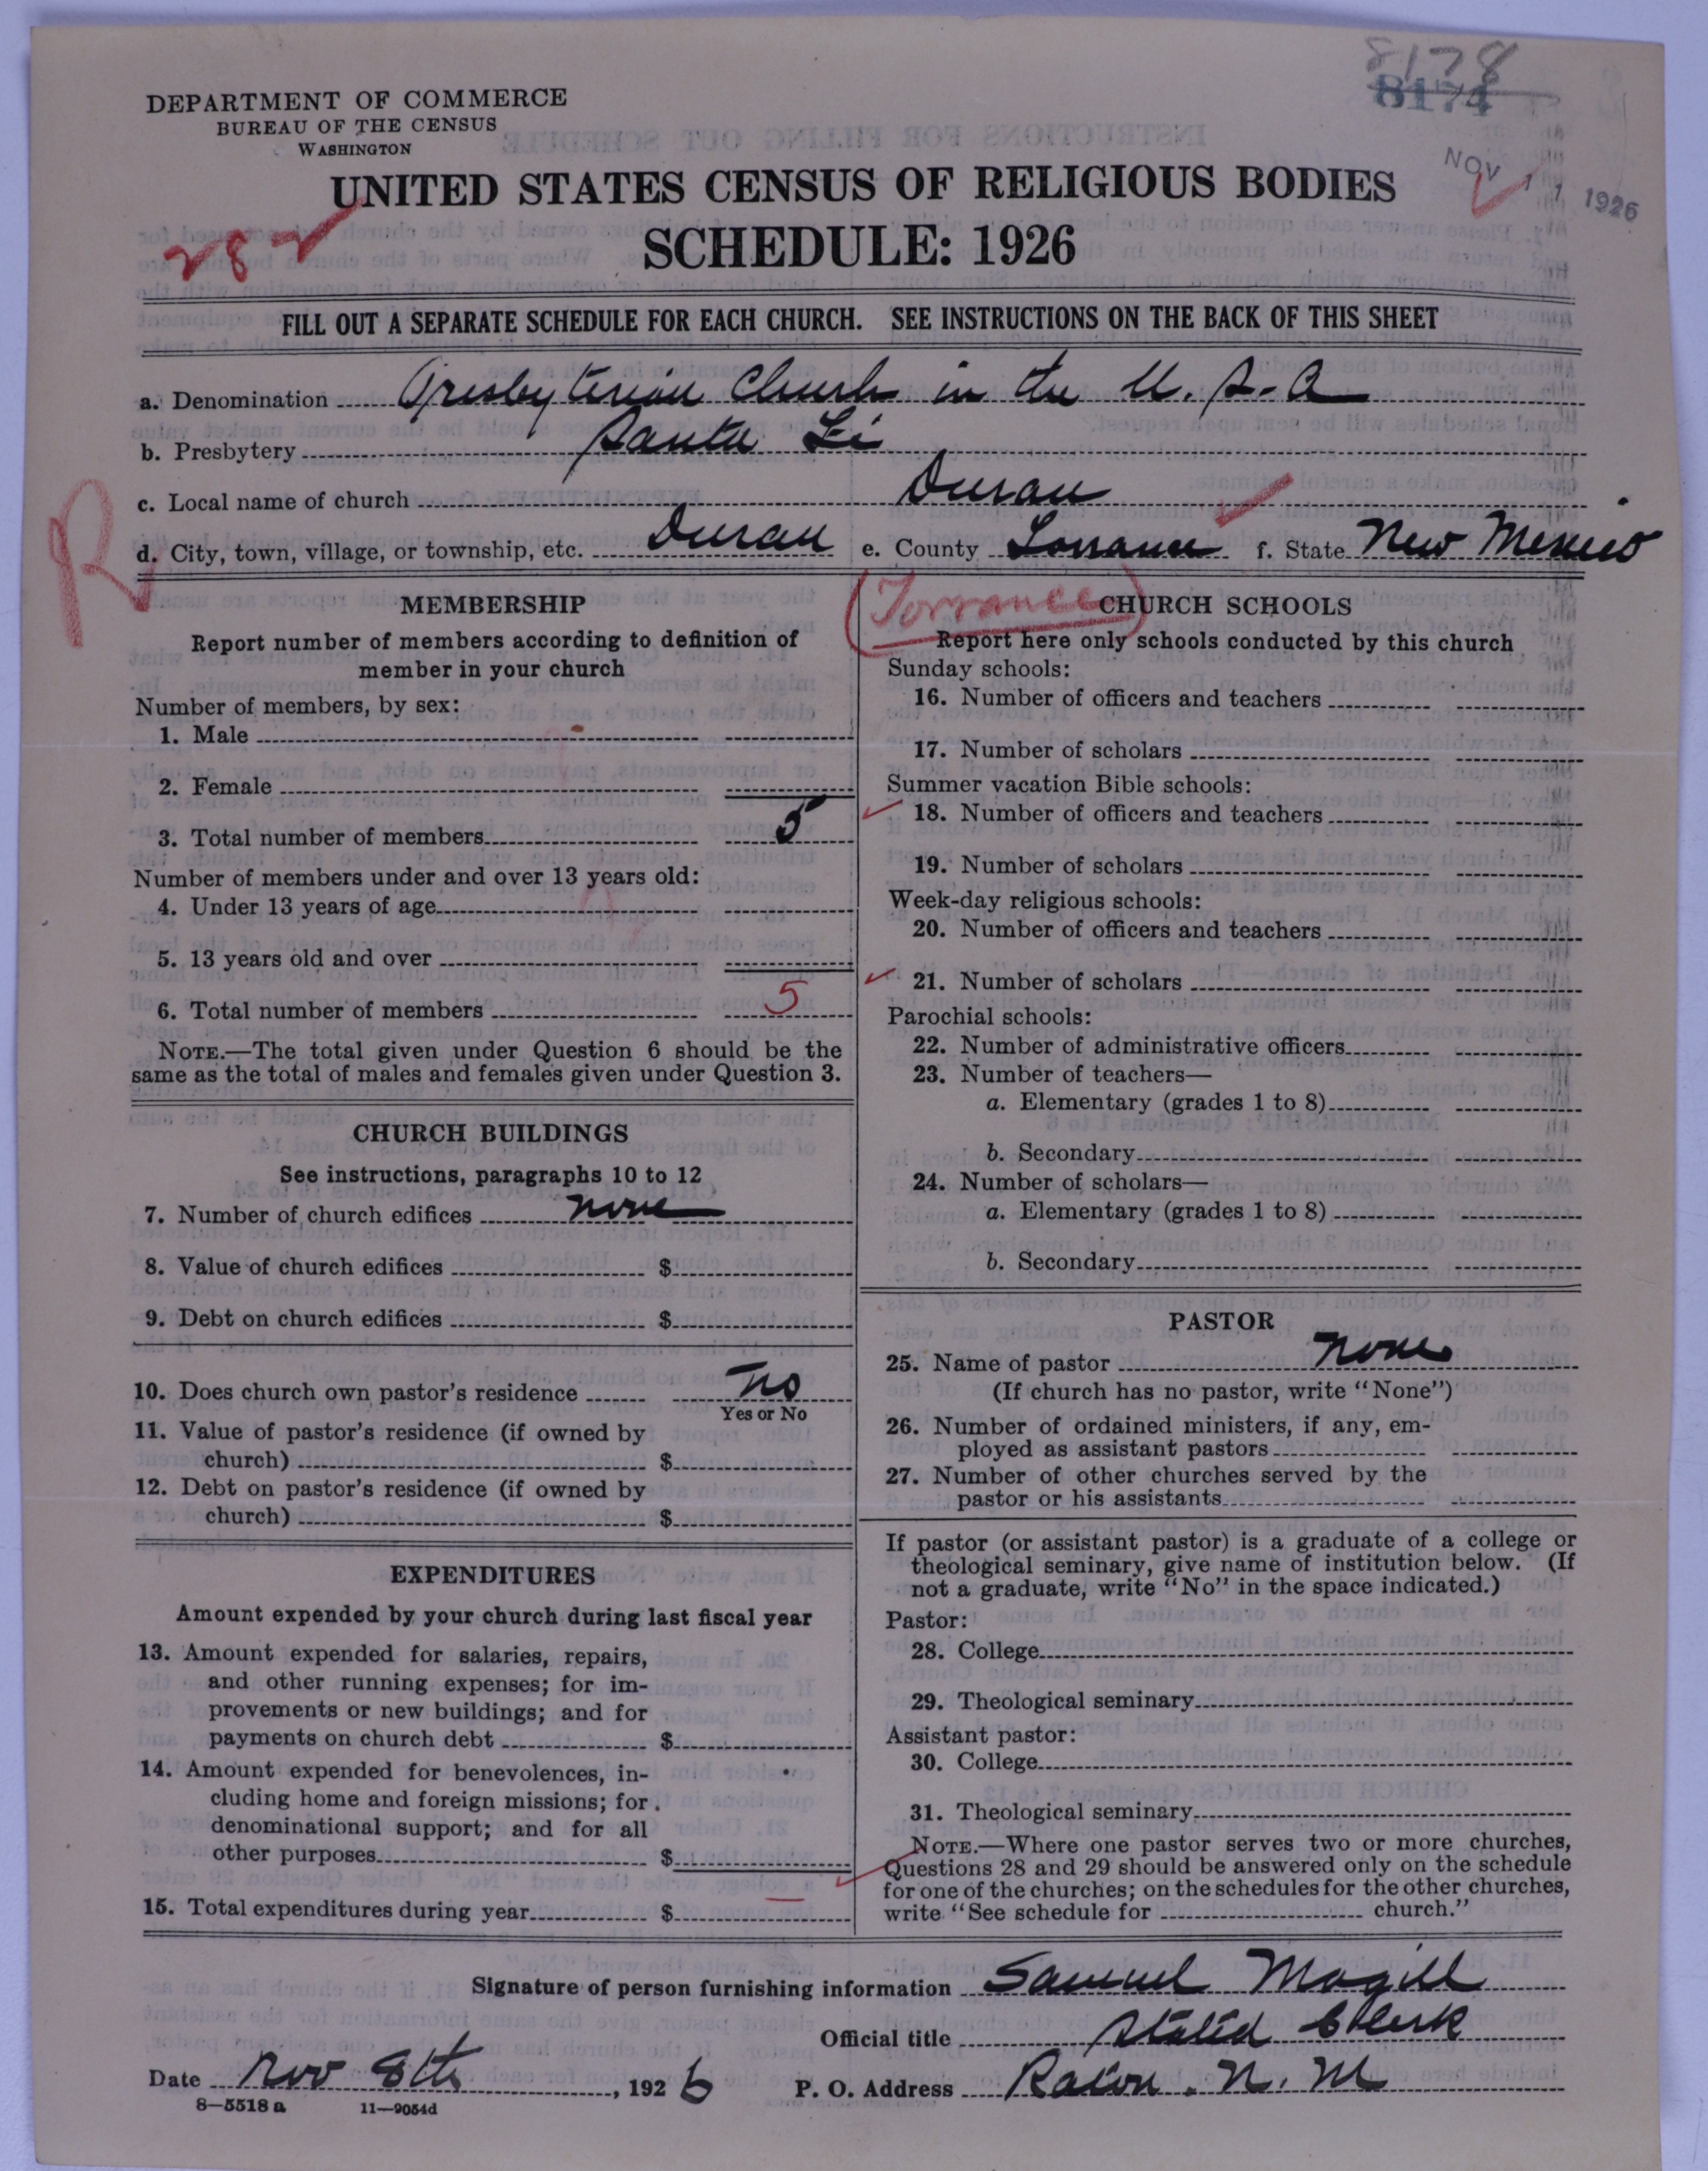 8178
8174
DEPARTMENT OF COMMERCE
BUREAU OF THE CENSUS
WASHINGTON
NOV 11 1926
UNITED STATES CENSUS OF RELIGIOUS BODIES
282
SCHEDULE: 1926
FILL OUT A SEPARATE SCHEDULE FOR EACH CHURCH. SEE INSTRUCTIONS ON THE BACK OF THIS SHEET
a. Denomination Presbyterian Church in the U.S.A
b. Presbytery Santa Fe
c. Local name of church Duran
R
d. City, town, village, or township, etc. Duran e. County Torrance f. State New Mexico
(Torrance)
MEMBERSHIP
Report number of members according to definition of
member in your church
Number of members, by sex:
1. Male
2. Female
3. Total number of members 5
Number of members under and over 13 years old:
4. Under 13 years of age
5. 13 years old and over
6. Total number of members 5
NOTE.—The total given under Question 6 should be the
same as the total of males and females given under Question 3.
CHURCH BUILDINGS
See instructions, paragraphs 10 to 12
7. Number of church edifices none
8. Value of church edifices $
9. Debt on church edifices $
10. Does church own pastor's residence no
Yes or No
11. Value of pastor's residence (if owned by
church) $
12. Debt on pastor's residence (if owned by
church) $
EXPENDITURES
Amount expended by your church during last fiscal year
13. Amount expended for salaries, repairs,
and other running expenses; for im-
provements or new buildings; and for
payments on church debt $
14. Amount expended for benevolences, in-
cluding home and foreign missions; for
denominational support; and for all
other purposes $
15. Total expenditures during year $
CHURCH SCHOOLS
Report here only schools conducted by this church
Sunday schools:
16. Number of officers and teachers
17. Number of scholars
Summer vacation Bible schools:
18. Number of officers and teachers
19. Number of scholars
Week-day religious schools:
20. Number of officers and teachers
21. Number of scholars
Parochial schools:
22. Number of administrative officers
23. Number of teachers—
a. Elementary (grades 1 to 8)
b. Secondary
24. Number of scholars—
a. Elementary (grades 1 to 8)
b. Secondary
PASTOR
25. Name of pastor none
(If church has no pastor, write "None")
26. Number of ordained ministers, if any, em-
ployed as assistant pastors
27. Number of other churches served by the
pastor or his assistants
If pastor (or assistant pastor) is a graduate of a college or
theological seminary, give name of institution below. (If
not a graduate, write "No" in the space indicated.)
Pastor:
28. College
29. Theological seminary
Assistant pastor:
30. College
31. Theological seminary
NOTE.—Where one pastor serves two or more churches,
Questions 28 and 29 should be answered only on the schedule
for one of the churches; on the schedules for the other churches,
write "See schedule for church."
Signature of person furnishing information Samuel Magill
Official title Stated Clerk
Date Nov 8th, 1926 P. O. Address Raton. N. M
8—5518 a 11—9054d